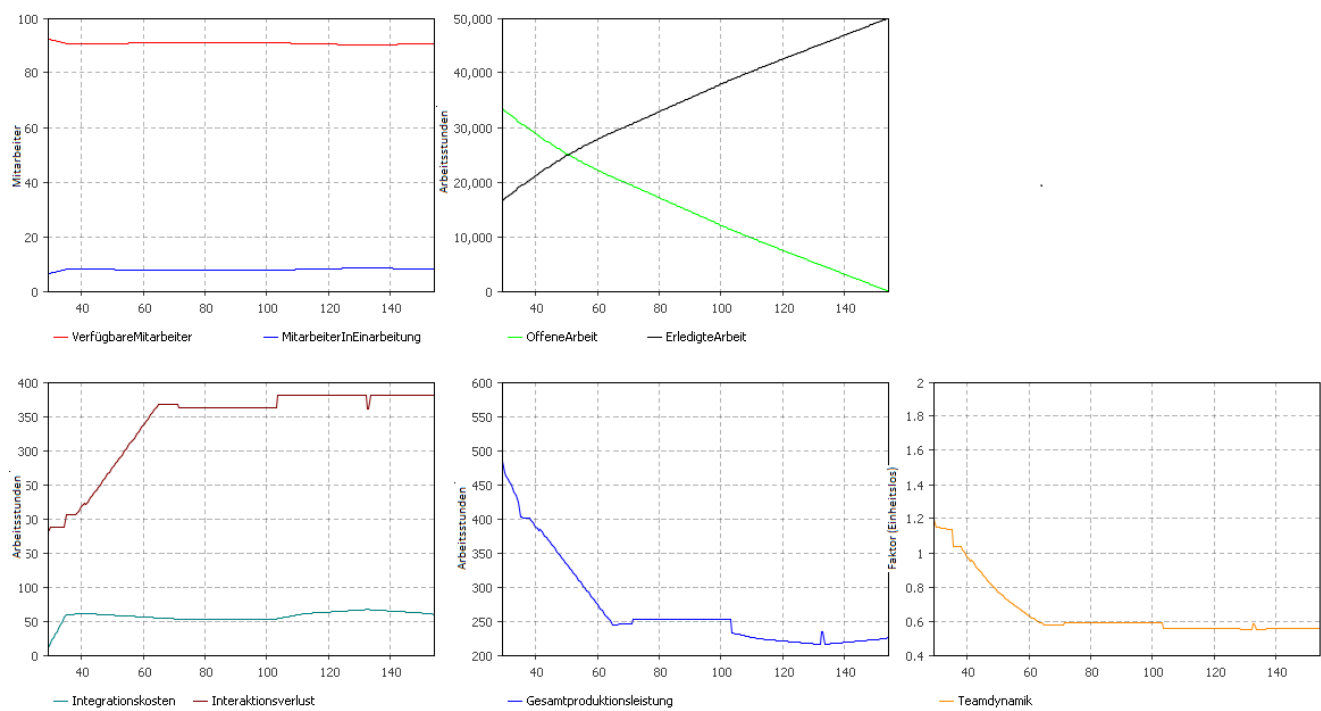 100
80
60
40
20
0
Mitarbeiter
40 60 80 100 120 140
VerfügbareMitarbeiter MitarbeiterInEinarbeitung
50,000
40,000
30,000
20,000
10,000
0
Arbeitsstunden
40 60 80 100 120 140
OffeneArbeit ErledigteArbeit
400
350
300
50
00
50
100
50
0
Arbeitsstunden
40 60 80 100 120 140
Integrationskosten Interaktionsverlust
600
550
500
450
400
350
300
250
200
Arbeitsstunden
40 60 80 100 120 140
Gesamtproduktionsleistung
2
1.8
1.6
1.4
1.2
1
0.8
0.6
0.4
Faktor (Einheitslos)
40 60 80 100 120 140
Teamdynamik